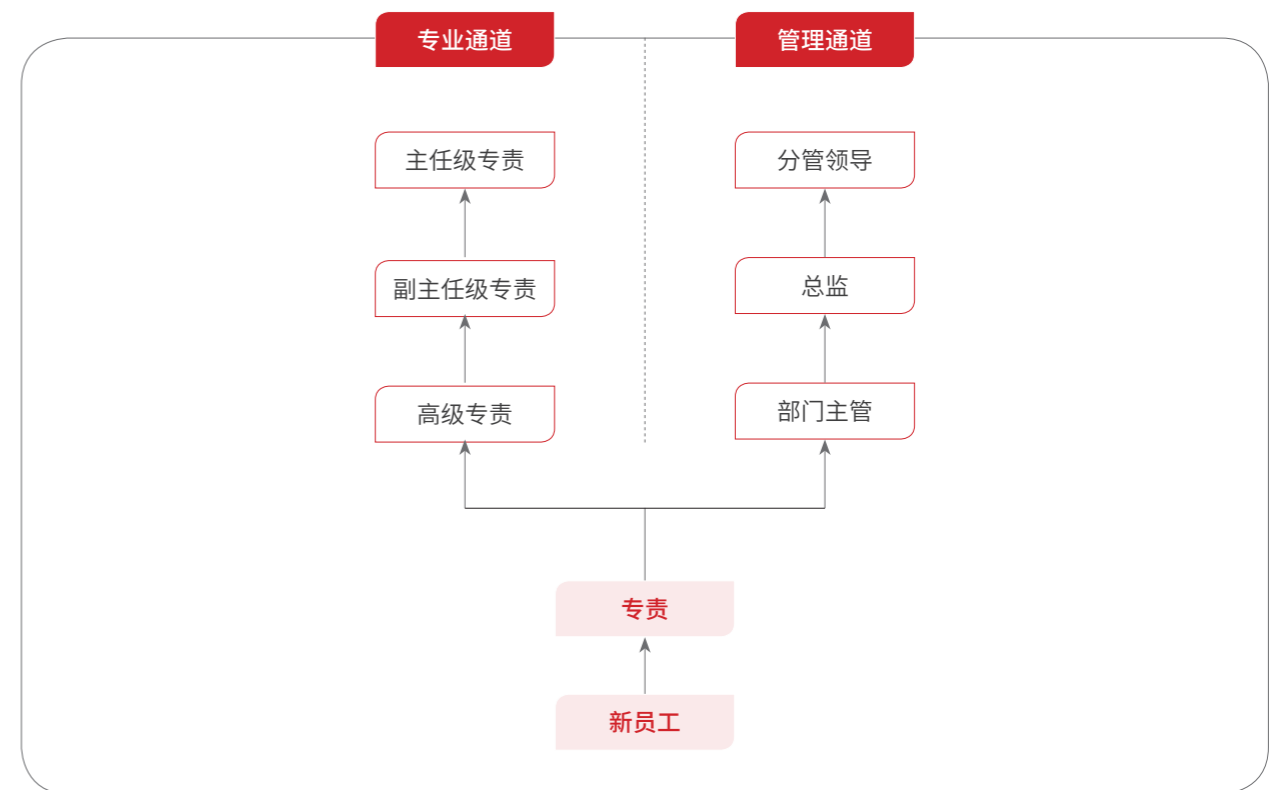 专业通道
管理通道
主任级专责
分管领导
副主任级专责
总监
高级专责
部门主管
专责
新员工